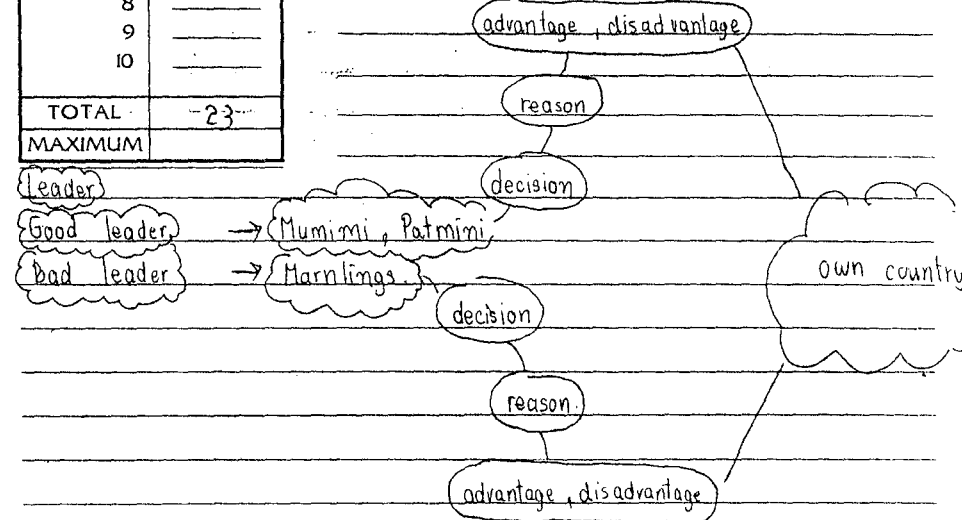 8
9
10
TOTAL 23
MAXIMUM
advantage , disadvantage
reason
decision
Leader
Good leader → Mumimi , Patmini
Bad leader → Marnlings.
own country
decision
reason.
advantage , disadvantage